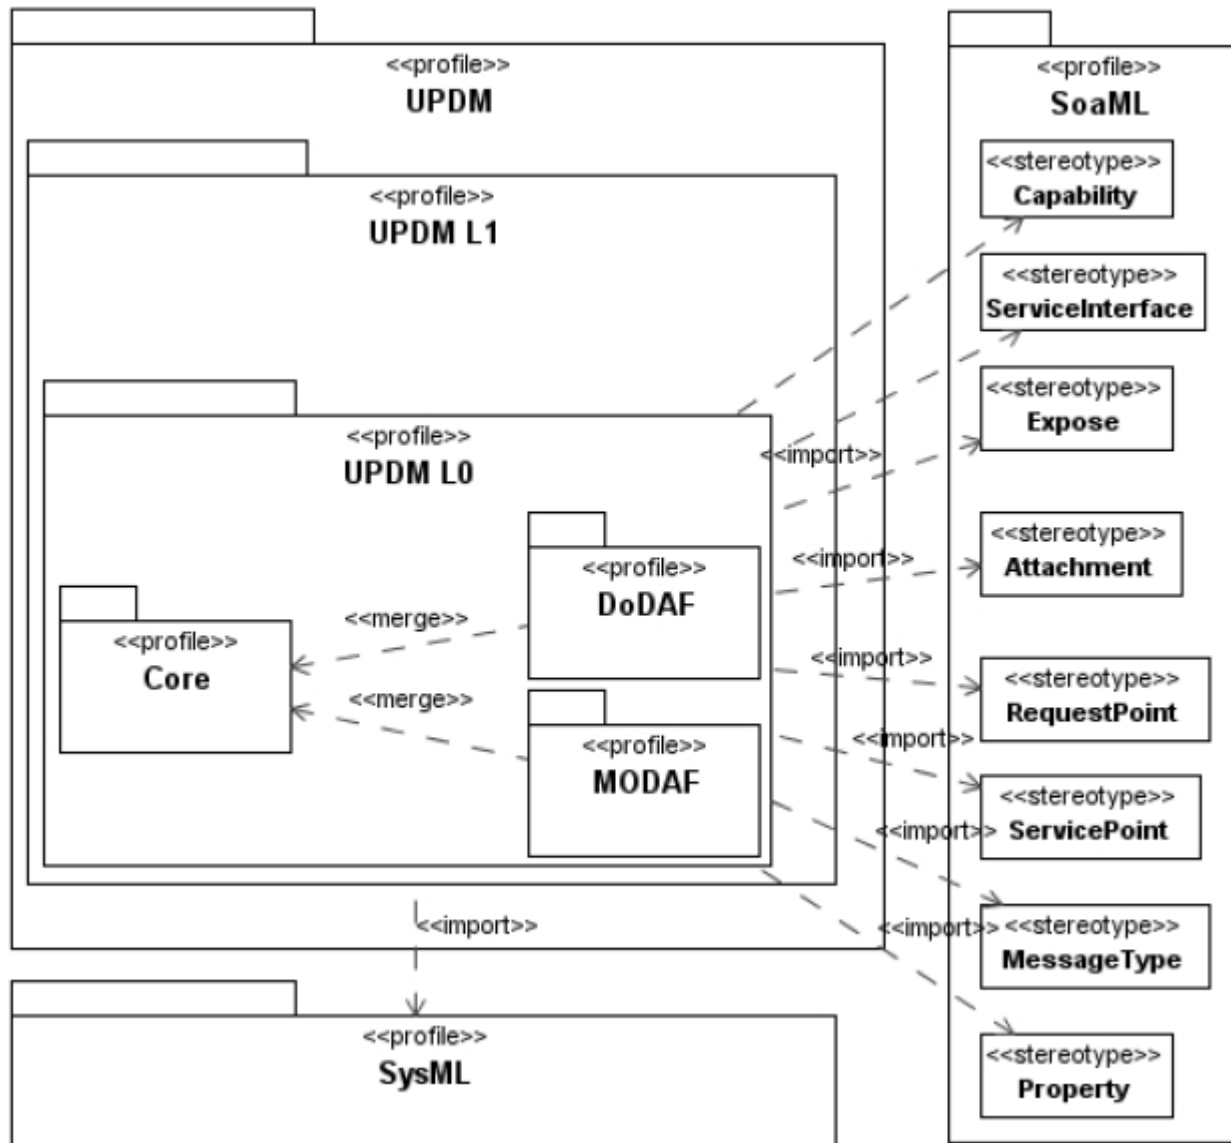 <<profile>>
UPDM
<<profile>>
UPDM L1
<<profile>>
UPDM L0
<<profile>>
Core
<<merge>>
<<merge>>
<<profile>>
DoDAF
<<profile>>
MODAF
<<import>>
<<import>>
<<import>>
<<import>>
<<import>>
<<import>>
<<import>>
<<profile>>
SysML
<<profile>>
SoaML
<<stereotype>>
Capability
<<stereotype>>
ServiceInterface
<<stereotype>>
Expose
<<stereotype>>
Attachment
<<stereotype>>
RequestPoint
<<stereotype>>
ServicePoint
<<stereotype>>
MessageType
<<stereotype>>
Property